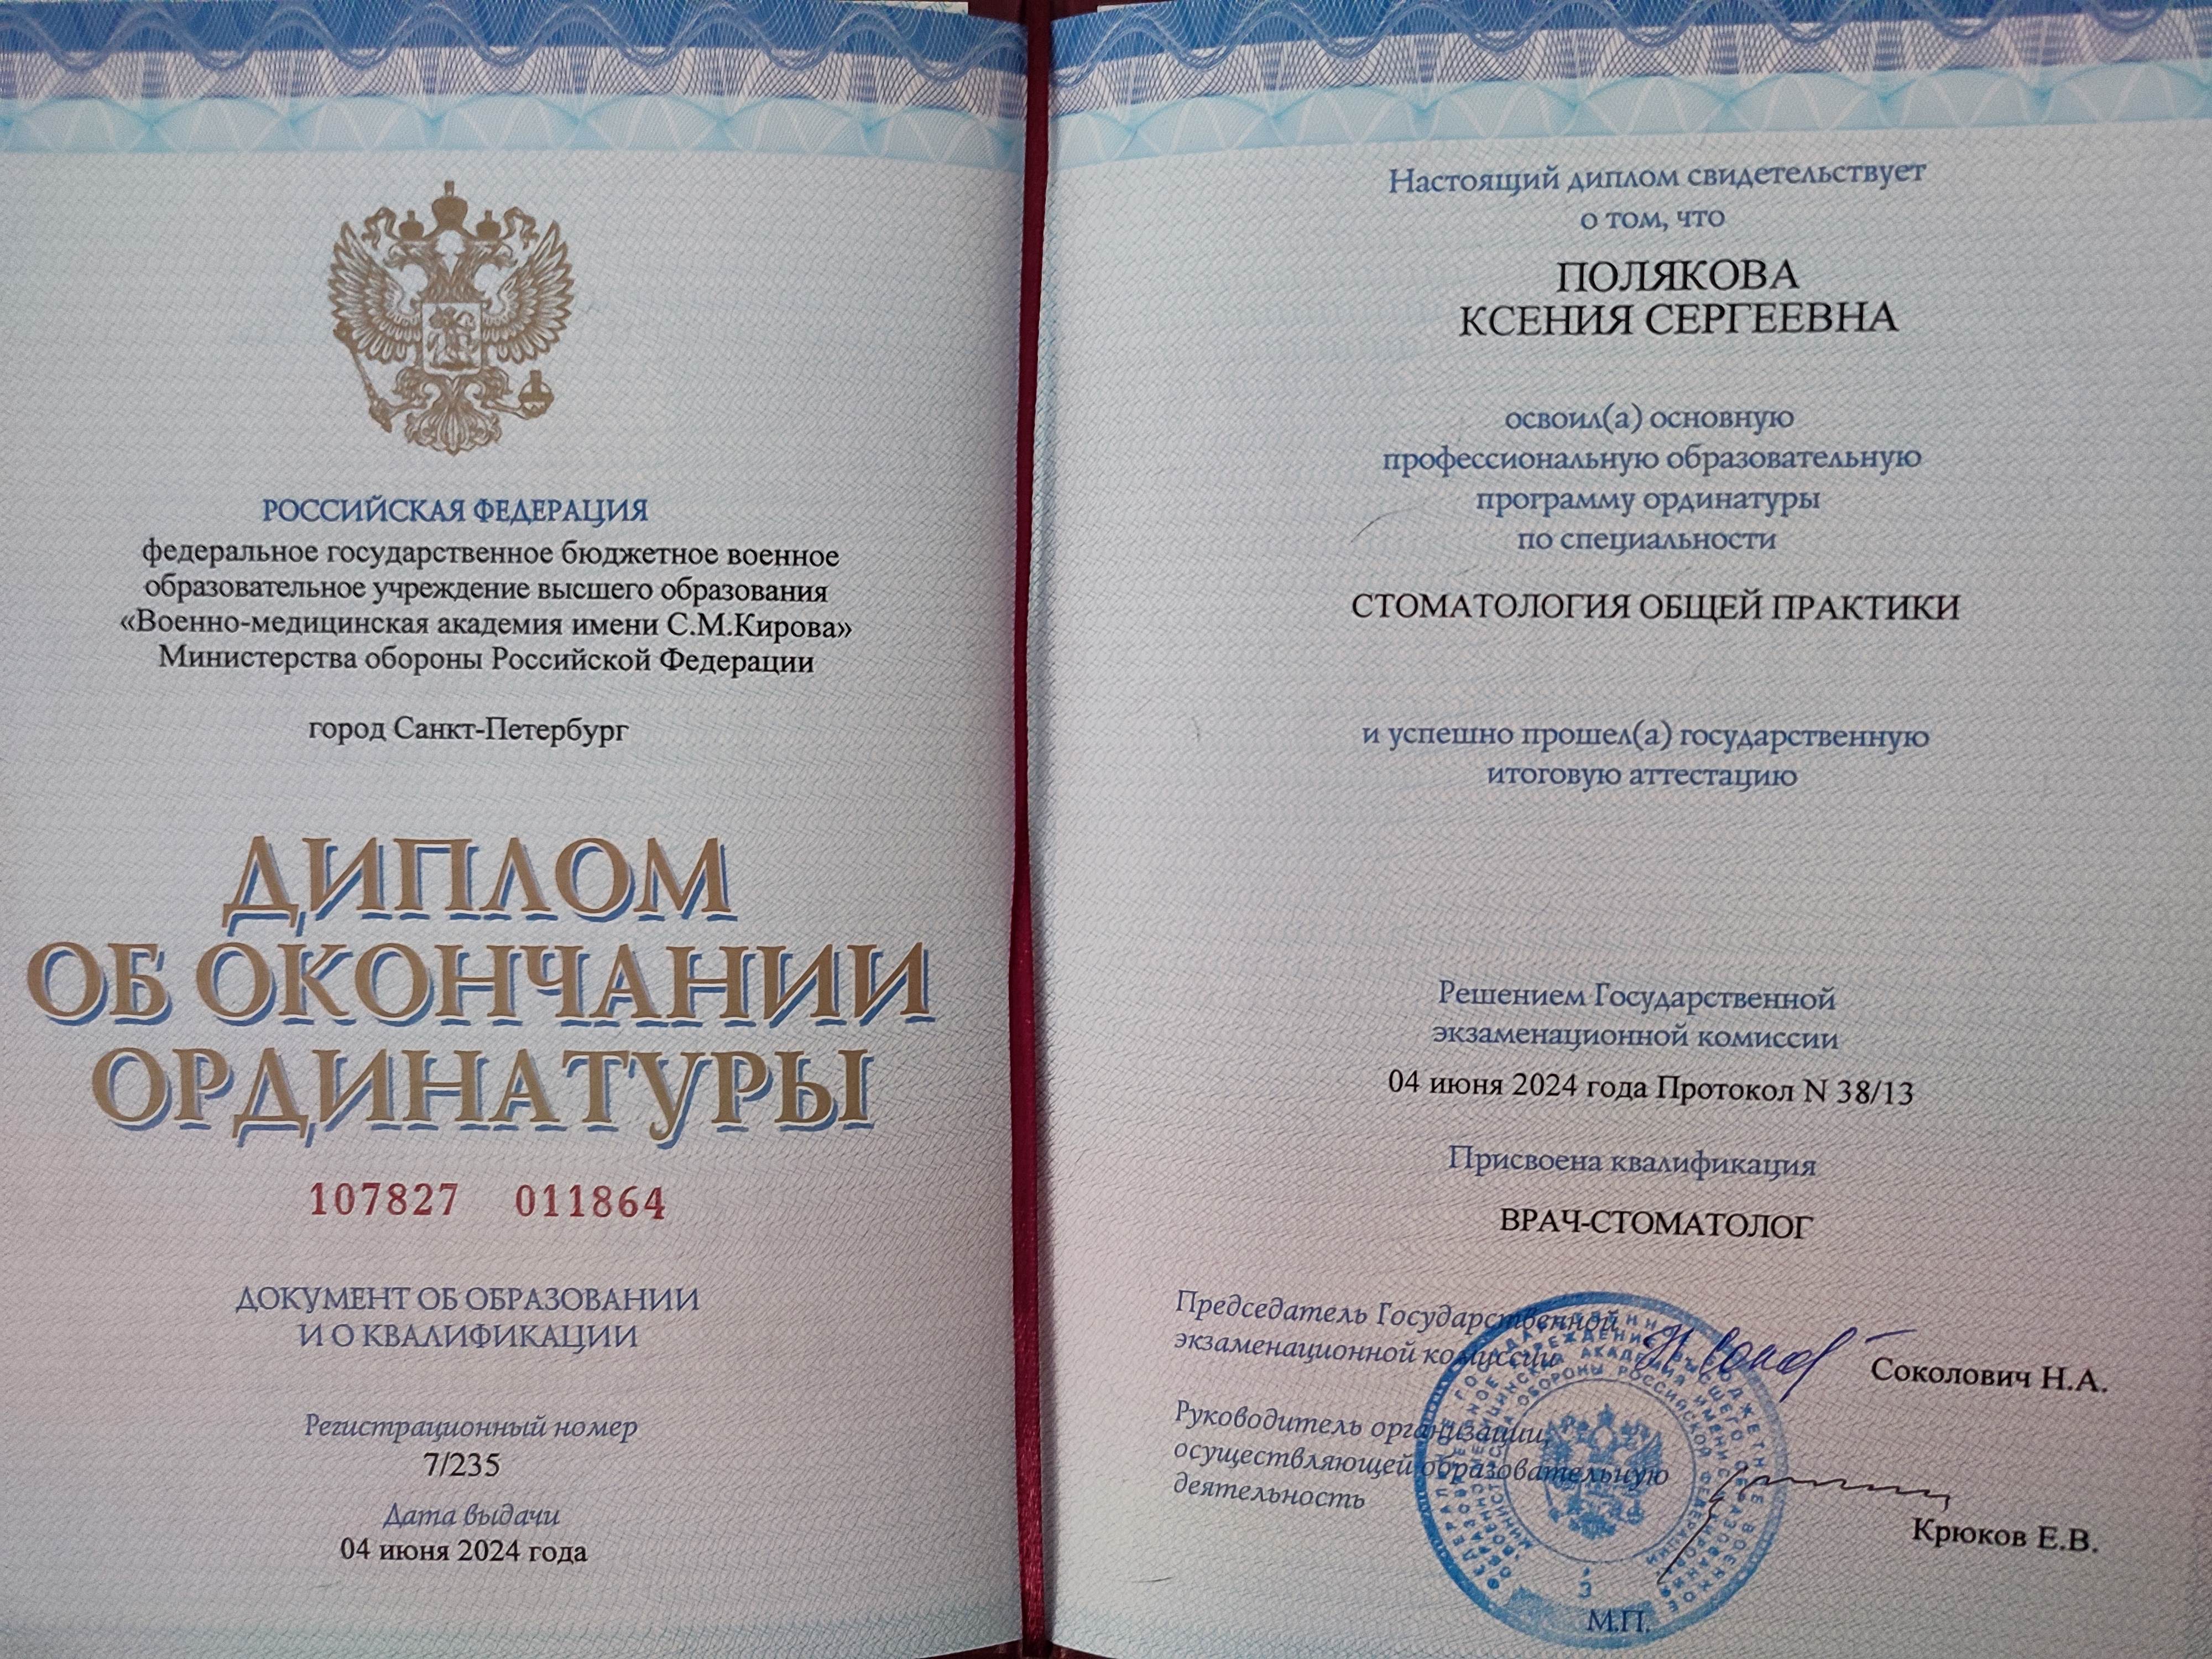 РОССИЙСКАЯ ФЕДЕРАЦИЯ
федеральное государственное бюджетное военное
образовательное учреждение высшего образования
«Военно-медицинская академия имени С.М.Кирова»
Министерства обороны Российской Федерации
город Санкт-Петербург
ДИПЛОМ
ОБ ОКОНЧАНИИ
ОРДИНАТУРЫ
107827 011864
ДОКУМЕНТ ОБ ОБРАЗОВАНИИ
И О КВАЛИФИКАЦИИ
Регистрационный номер
7/235
Дата выдачи
04 июня 2024 года
Настоящий диплом свидетельствует
о том, что
ПОЛЯКОВА
КСЕНИЯ СЕРГЕЕВНА
освоил(а) основную
профессиональную образовательную
программу ординатуры
по специальности
СТОМАТОЛОГИЯ ОБЩЕЙ ПРАКТИКИ
и успешно прошел(а) государственную
итоговую аттестацию
Решением Государственной
экзаменационной комиссии
04 июня 2024 года Протокол N 38/13
Присвоена квалификация
ВРАЧ-СТОМАТОЛОГ
Председатель Государственной
экзаменационной комиссии
Соколович Н.А.
Руководитель организации,
осуществляющей образовательную
деятельность
Крюков Е.В.
3
М.П.